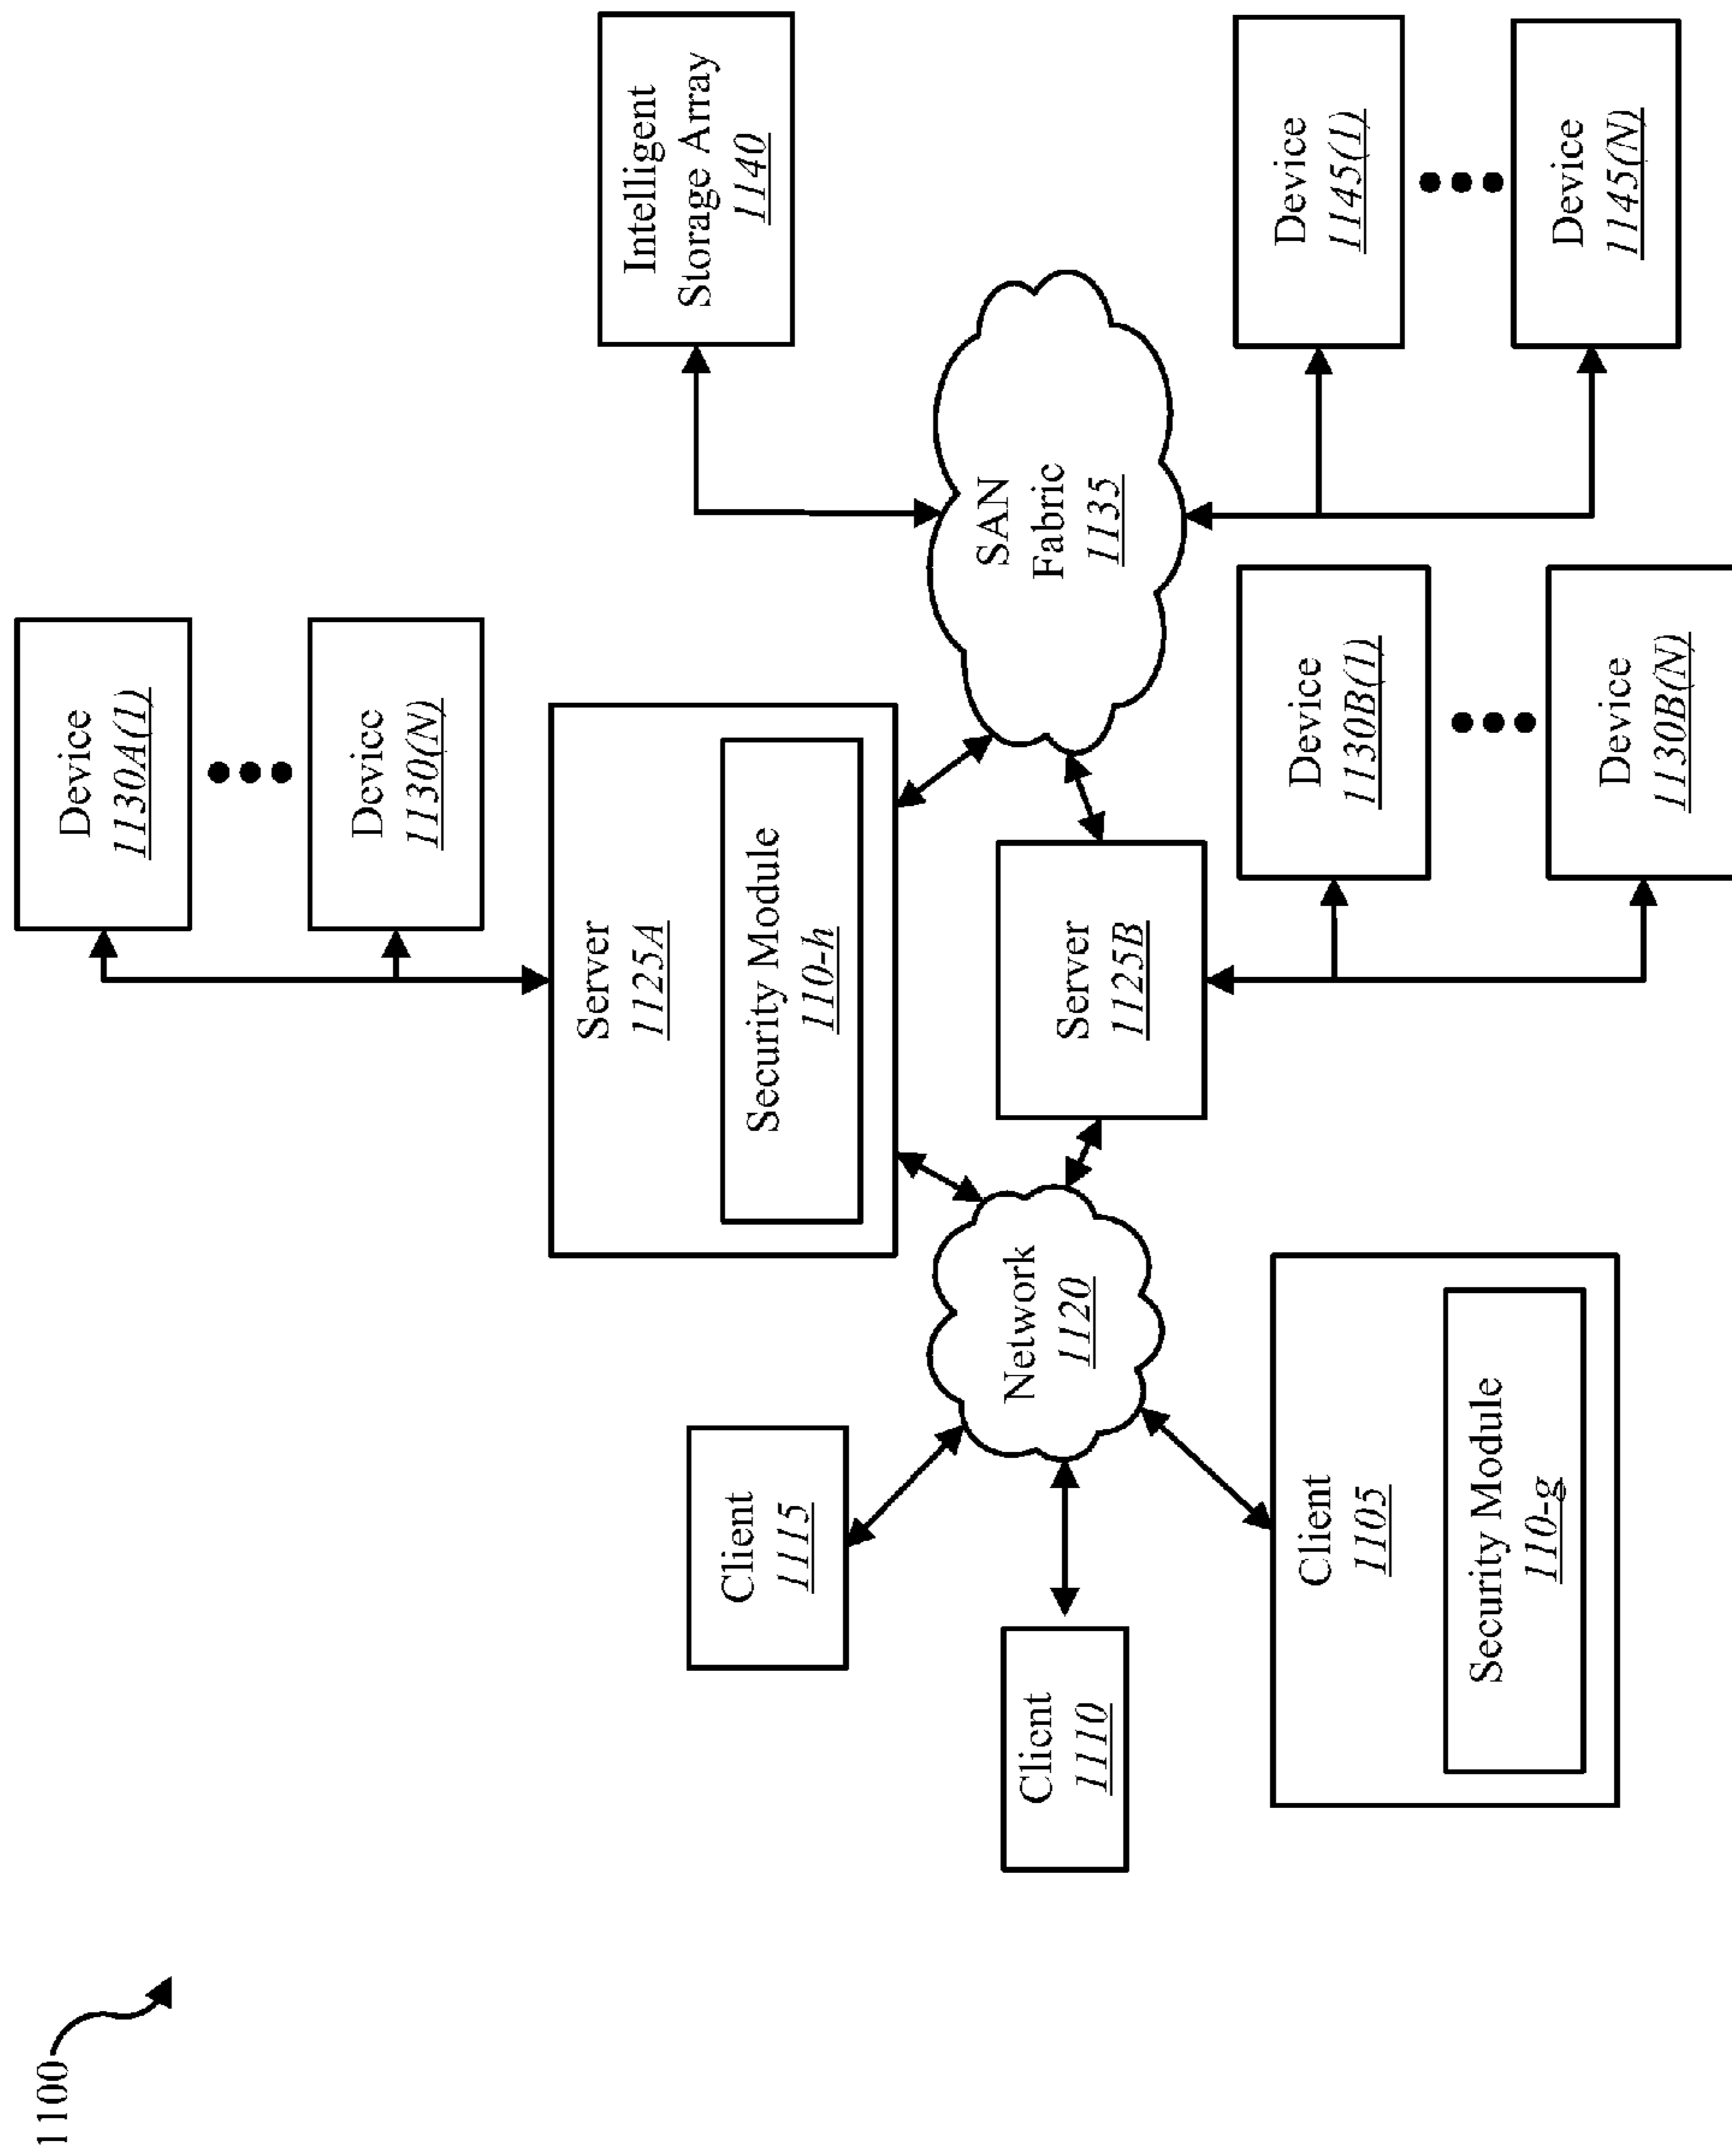 1100
Device
1130A(1)
Device
1130(N)
Server
1125A
Security Module
110-h
Intelligent
Storage Array
1140
Client
1115
Client
1110
Client
1105
Security Module
110-g
Network
1120
Server
1125B
SAN
Fabric
1135
Device
1130B(1)
Device
1130B(N)
Device
1145(1)
Device
1145(N)